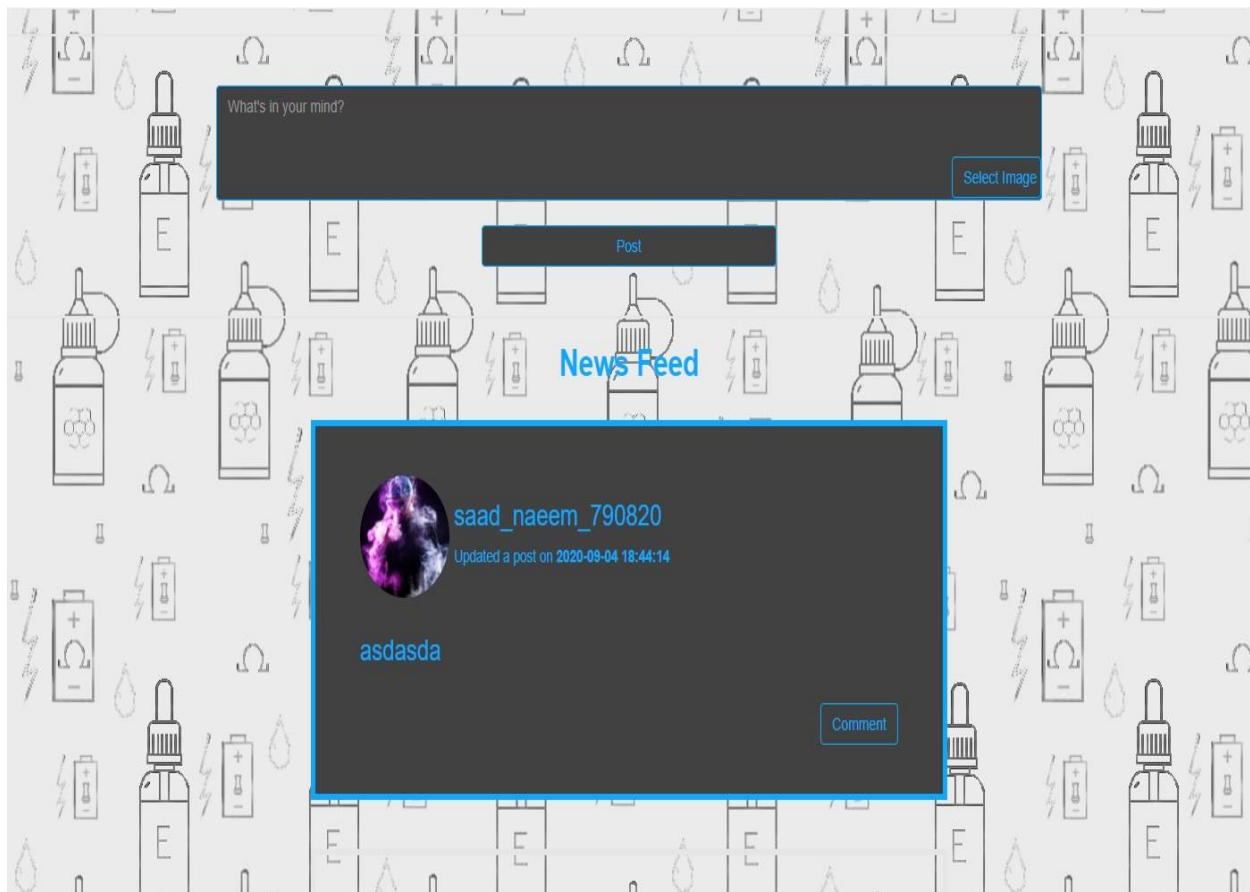 What's in your mind?
Select Image
Post
News Feed
saad_naeem_790820
Updated a post on 2020-09-04 18:44:14
asdasda
Comment
E
E
E
E
E
E
E
E
E
E